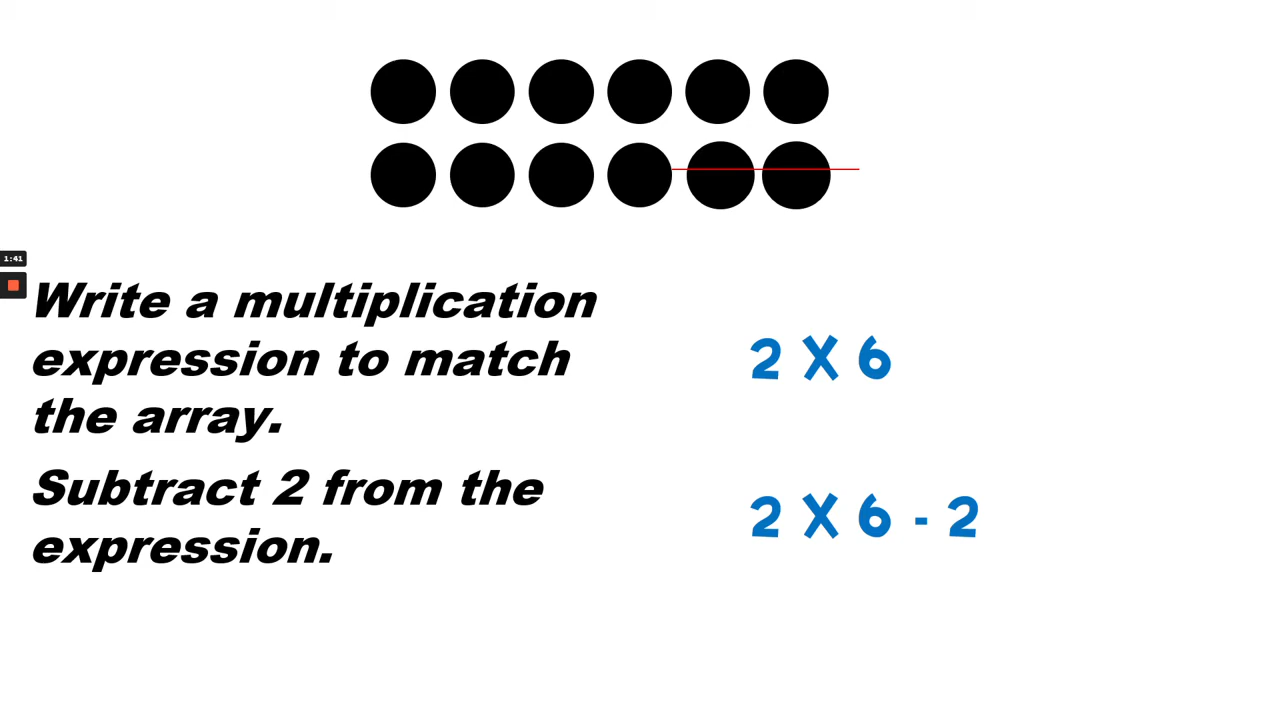 1:41
Write a multiplication
expression to match
the array.
2 X 6
Subtract 2 from the
expression.
2 X 6 - 2